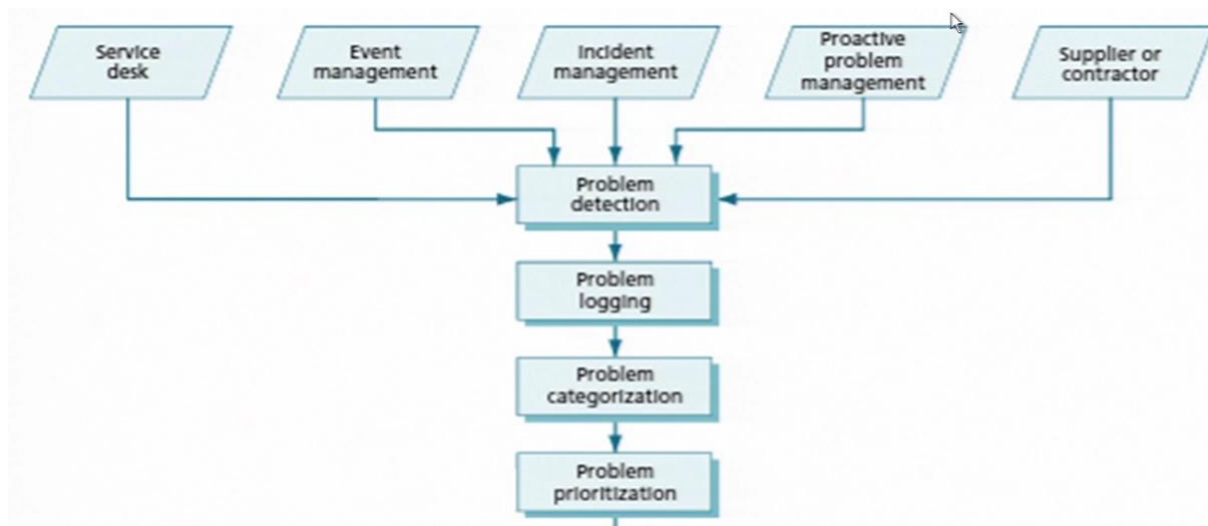 Service
desk
Event
management
Incident
management
Proactive
problem
management
Supplier or
contractor
Problem
detection
Problem
logging
Problem
categorization
Problem
prioritization